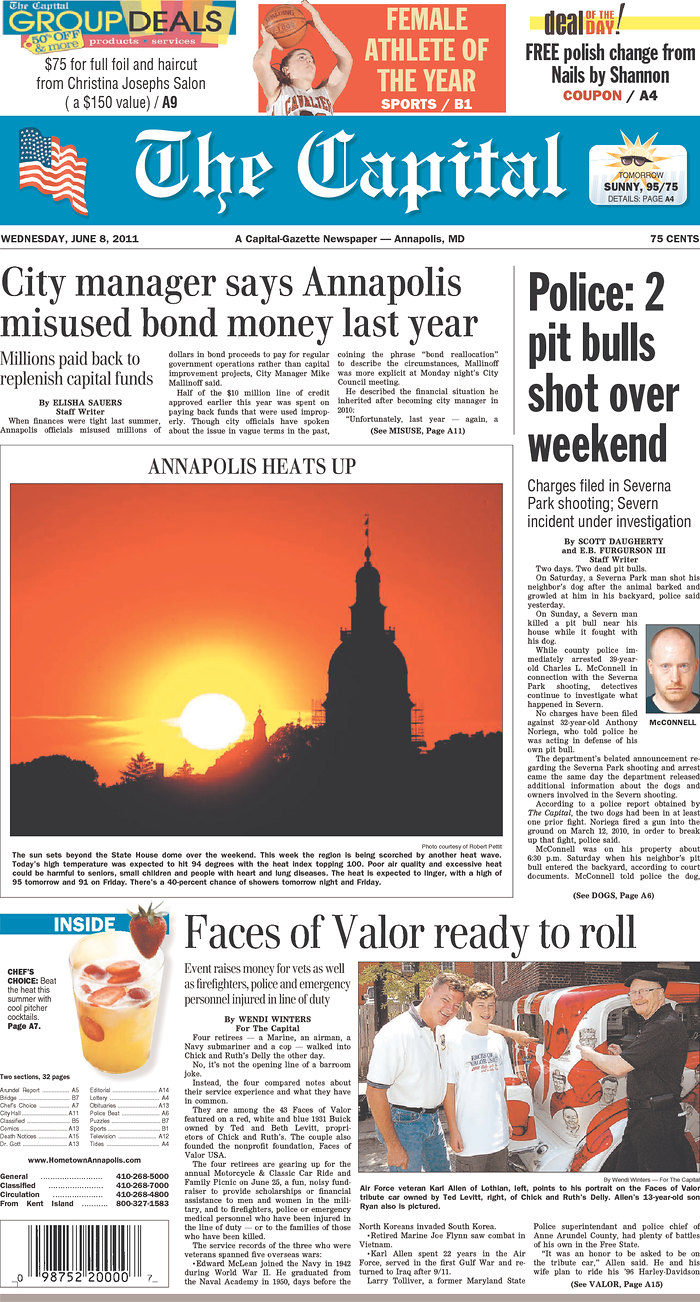 The Capital
GROUP DEALS
50% OFF
& more
products • services
$75 for full foil and haircut
from Christina Josephs Salon
( a $150 value) / A9
SPALDING
CAVALIERS
FEMALE
ATHLETE OF
THE YEAR
SPORTS / B1
deal OF THE DAY!
FREE polish change from
Nails by Shannon
COUPON / A4
The Capital
TOMORROW
SUNNY, 95/75
DETAILS: PAGE A4
WEDNESDAY, JUNE 8, 2011
A Capital-Gazette Newspaper — Annapolis, MD
75 CENTS
City manager says Annapolis
misused bond money last year
Millions paid back to
replenish capital funds
By ELISHA SAUERS
Staff Writer
When finances were tight last summer,
Annapolis officials misused millions of
dollars in bond proceeds to pay for regular
government operations rather than capital
improvement projects, City Manager Mike
Mallinoff said.
Half of the $10 million line of credit
approved earlier this year was spent on
paying back funds that were used improp-
erly. Though city officials have spoken
about the issue in vague terms in the past,
coining the phrase “bond reallocation”
to describe the circumstances, Mallinoff
was more explicit at Monday night's City
Council meeting.
He described the financial situation he
inherited after becoming city manager in
2010:
“Unfortunately, last year — again, a
(See MISUSE, Page A11)
ANNAPOLIS HEATS UP
Photo courtesy of Robert Pettit
The sun sets beyond the State House dome over the weekend. This week the region is being scorched by another heat wave.
Today's high temperature was expected to hit 94 degrees with the heat index topping 100. Poor air quality and excessive heat
could be harmful to seniors, small children and people with heart and lung diseases. The heat is expected to linger, with a high of
95 tomorrow and 91 on Friday. There's a 40-percent chance of showers tomorrow night and Friday.
Police: 2
pit bulls
shot over
weekend
Charges filed in Severna
Park shooting; Severn
incident under investigation
By SCOTT DAUGHERTY
and E.B. FURGURSON III
Staff Writer
Two days. Two dead pit bulls.
On Saturday, a Severna Park man shot his
neighbor's dog after the animal barked and
growled at him in his backyard, police said
yesterday.
On Sunday, a Severn man
killed a pit bull near his
house while it fought with
his dog.
While county police im-
mediately arrested 39-year-
old Charles L. McConnell in
connection with the Severna
Park shooting, detectives
continue to investigate what
happened in Severn.
No charges have been filed
against 32-year-old Anthony
Noriega, who told police he
was acting in defense of his
own pit bull.
McCONNELL
The department's belated announcement re-
garding the Severna Park shooting and arrest
came the same day the department released
additional information about the dogs and
owners involved in the Severn shooting.
According to a police report obtained by
The Capital, the two dogs had been in at least
one prior fight. Noriega fired a gun into the
ground on March 12, 2010, in order to break
up that fight, police said.
McConnell was on his property about
6:30 p.m. Saturday when his neighbor's pit
bull entered the backyard, according to court
documents. McConnell told police the dog,
(See DOGS, Page A6)
INSIDE
CHEF'S
CHOICE: Beat
the heat this
summer with
cool pitcher
cocktails.
Page A7.
Two sections, 32 pages
Arundel Report A5
Bridge B7
Chef's Choice A7
City Hall A11
Classified B5
Comics A13
Death Notices A15
Dr. Gott A13
Editorial A14
Lottery A4
Obituaries A13
Police Beat A6
Puzzles B7
Sports B1
Television A12
Tides A4
www.HometownAnnapolis.com
General 410-268-5000
Classified 410-268-7000
Circulation 410-268-4800
From Kent Island 800-327-1583
0 98752 20000 7
Faces of Valor ready to roll
Event raises money for vets as well
as firefighters, police and emergency
personnel injured in line of duty
By WENDI WINTERS
For The Capital
Four retirees — a Marine, an airman, a
Navy submariner and a cop — walked into
Chick and Ruth's Delly the other day.
No, it's not the opening line of a barroom
joke.
Instead, the four compared notes about
their service experience and what they have
in common.
They are among the 43 Faces of Valor
featured on a red, white and blue 1931 Buick
owned by Ted and Beth Levitt, propri-
etors of Chick and Ruth's. The couple also
founded the nonprofit foundation, Faces of
Valor USA.
The four retirees are gearing up for the
annual Motorcycle & Classic Car Ride and
Family Picnic on June 25, a fun, noisy fund-
raiser to provide scholarships or financial
assistance to men and women in the mili-
tary, and to firefighters, police or emergency
medical personnel who have been injured in
the line of duty — or to the families of those
who have been killed.
The service records of the three who were
veterans spanned five overseas wars:
•Edward McLean joined the Navy in 1942
during World War II. He graduated from
the Naval Academy in 1950, days before the
By Wendi Winters — For The Capital
Air Force veteran Karl Allen of Lothian, left, points to his portrait on the Faces of Valor
tribute car owned by Ted Levitt, right, of Chick and Ruth's Delly. Allen's 13-year-old son
Ryan also is pictured.
North Koreans invaded South Korea.
•Retired Marine Joe Flynn saw combat in
Vietnam.
•Karl Allen spent 22 years in the Air
Force, served in the first Gulf War and re-
turned to Iraq after 9/11.
Larry Tolliver, a former Maryland State
Police superintendent and police chief of
Anne Arundel County, had plenty of battles
of his own in the Free State.
“It was an honor to be asked to be on
the tribute car,” Allen said. He and his
wife plan to ride his '96 Harley-Davidson
(See VALOR, Page A15)